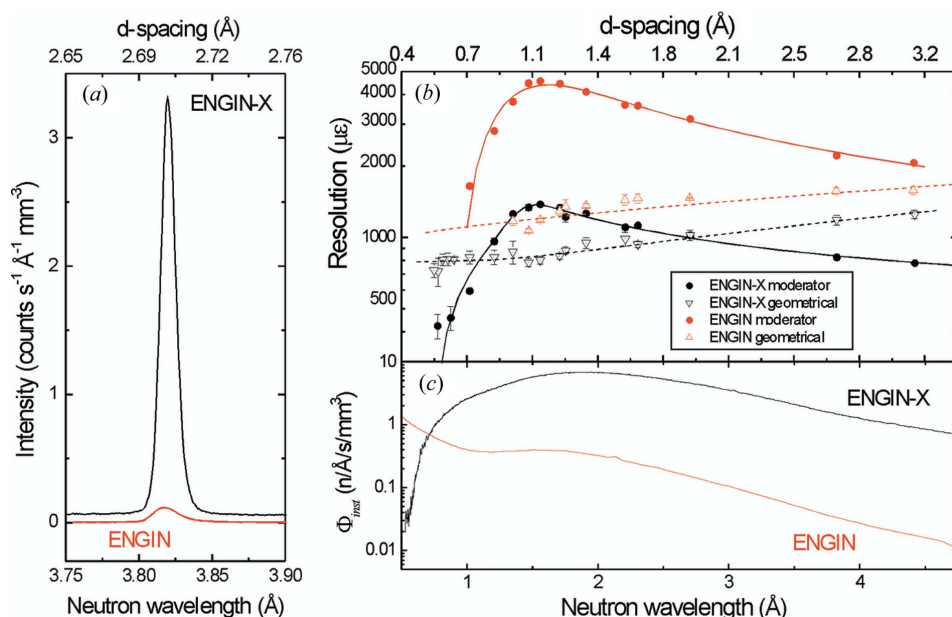 d-spacing (Å)
2.65 2.69 2.72 2.76
(a)
ENGIN-X
Intensity (counts s⁻¹ Å⁻¹ mm⁻³)
3
2
1
0
ENGIN
3.75 3.80 3.85 3.90
Neutron wavelength (Å)
d-spacing (Å)
0.4 0.7 1.1 1.4 1.8 2.1 2.5 2.8 3.2
(b)
Resolution (με)
5000
4000
3000
2000
1000
500
10
ENGIN-X moderator
ENGIN-X geometrical
ENGIN moderator
ENGIN geometrical
(c)
ENGIN-X
Φinst (n/Å/s/mm³)
10
1
0.1
0.01
ENGIN
1 2 3 4
Neutron wavelength (Å)